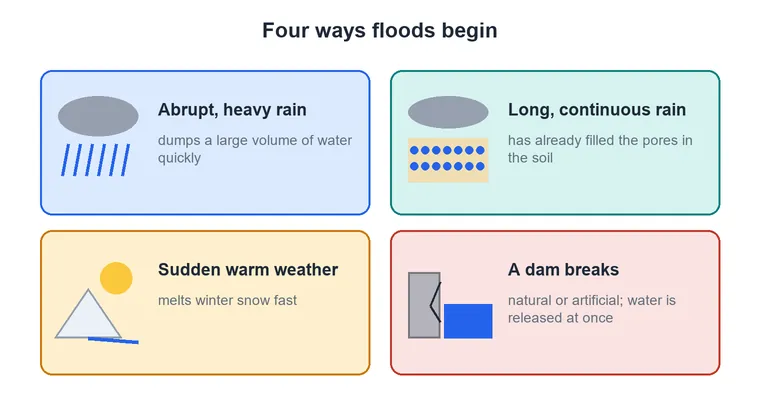 Four ways floods begin
Abrupt, heavy rain
dumps a large volume of water
quickly
Long, continuous rain
has already filled the pores in
the soil
Sudden warm weather
melts winter snow fast
A dam breaks
natural or artificial; water is
released at once